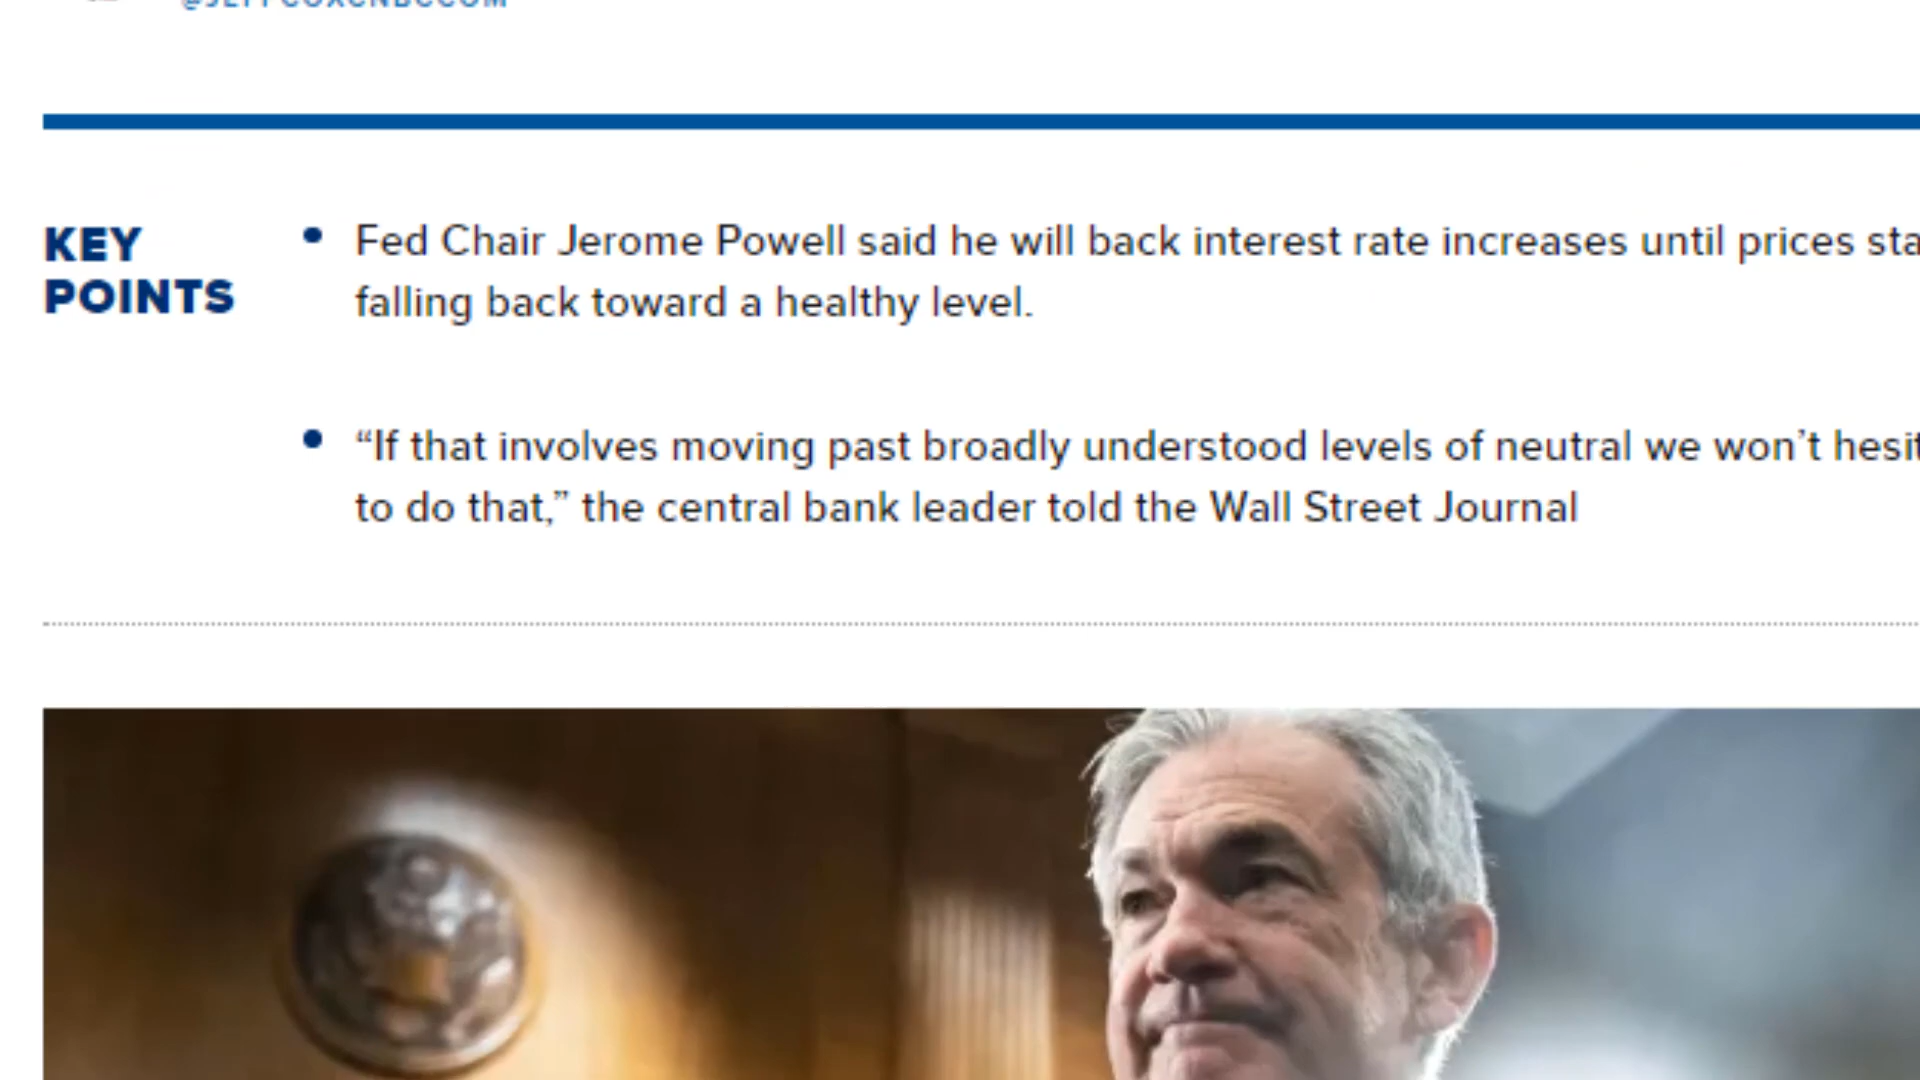 @JEFFCOXCNBCCOM
KEY
POINTS
Fed Chair Jerome Powell said he will back interest rate increases until prices
falling back toward a healthy level.
“If that involves moving past broadly understood levels of neutral we won’t
to do that,” the central bank leader told the Wall Street Journal